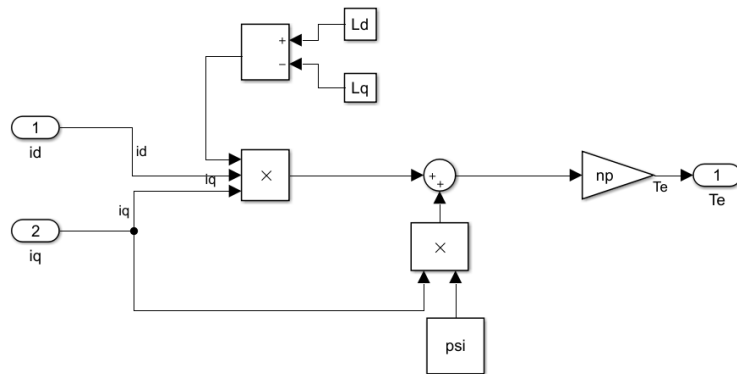 Ld
+
−
Lq
1
id
id
iq
×
iq
2
iq
+
+
×
psi
np
Te
1
Te